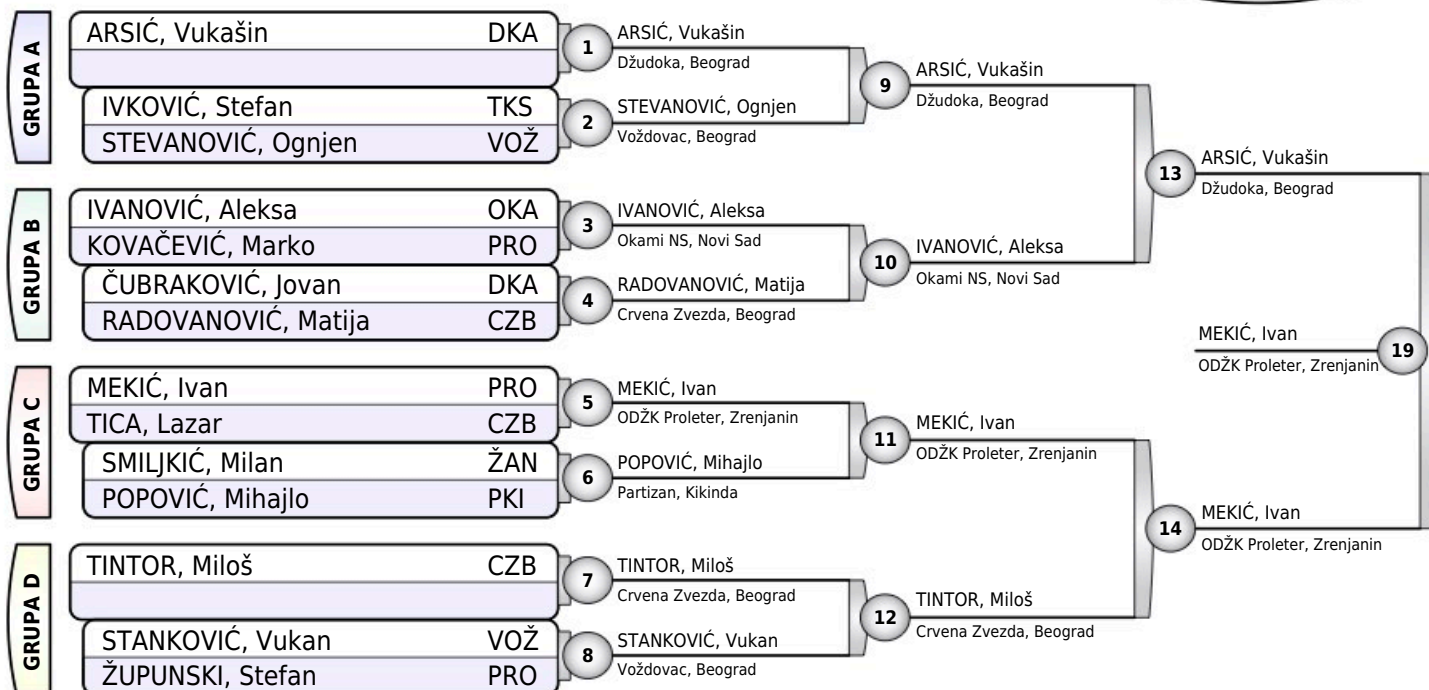 GRUPA A
ARSIĆ, Vukašin DKA
IVKOVIĆ, Stefan TKS
STEVANOVIĆ, Ognjen VOŽ
GRUPA B
IVANOVIĆ, Aleksa OKA
KOVAČEVIĆ, Marko PRO
ČUBRAKOVIĆ, Jovan DKA
RADOVANOVIĆ, Matija CZB
GRUPA C
MEKIĆ, Ivan PRO
TICA, Lazar CZB
SMILJKIĆ, Milan ŽAN
POPOVIĆ, Mihajlo PKI
GRUPA D
TINTOR, Miloš CZB
STANKOVIĆ, Vukan VOŽ
ŽUPUNSKI, Stefan PRO
1 ARSIĆ, Vukašin
Džudoka, Beograd
2 STEVANOVIĆ, Ognjen
Voždovac, Beograd
3 IVANOVIĆ, Aleksa
Okami NS, Novi Sad
4 RADOVANOVIĆ, Matija
Crvena Zvezda, Beograd
5 MEKIĆ, Ivan
ODŽK Proleter, Zrenjanin
6 POPOVIĆ, Mihajlo
Partizan, Kikinda
7 TINTOR, Miloš
Crvena Zvezda, Beograd
8 STANKOVIĆ, Vukan
Voždovac, Beograd
9 ARSIĆ, Vukašin
Džudoka, Beograd
10 IVANOVIĆ, Aleksa
Okami NS, Novi Sad
11 MEKIĆ, Ivan
ODŽK Proleter, Zrenjanin
12 TINTOR, Miloš
Crvena Zvezda, Beograd
13 ARSIĆ, Vukašin
Džudoka, Beograd
14 MEKIĆ, Ivan
ODŽK Proleter, Zrenjanin
MEKIĆ, Ivan 19
ODŽK Proleter, Zrenjanin